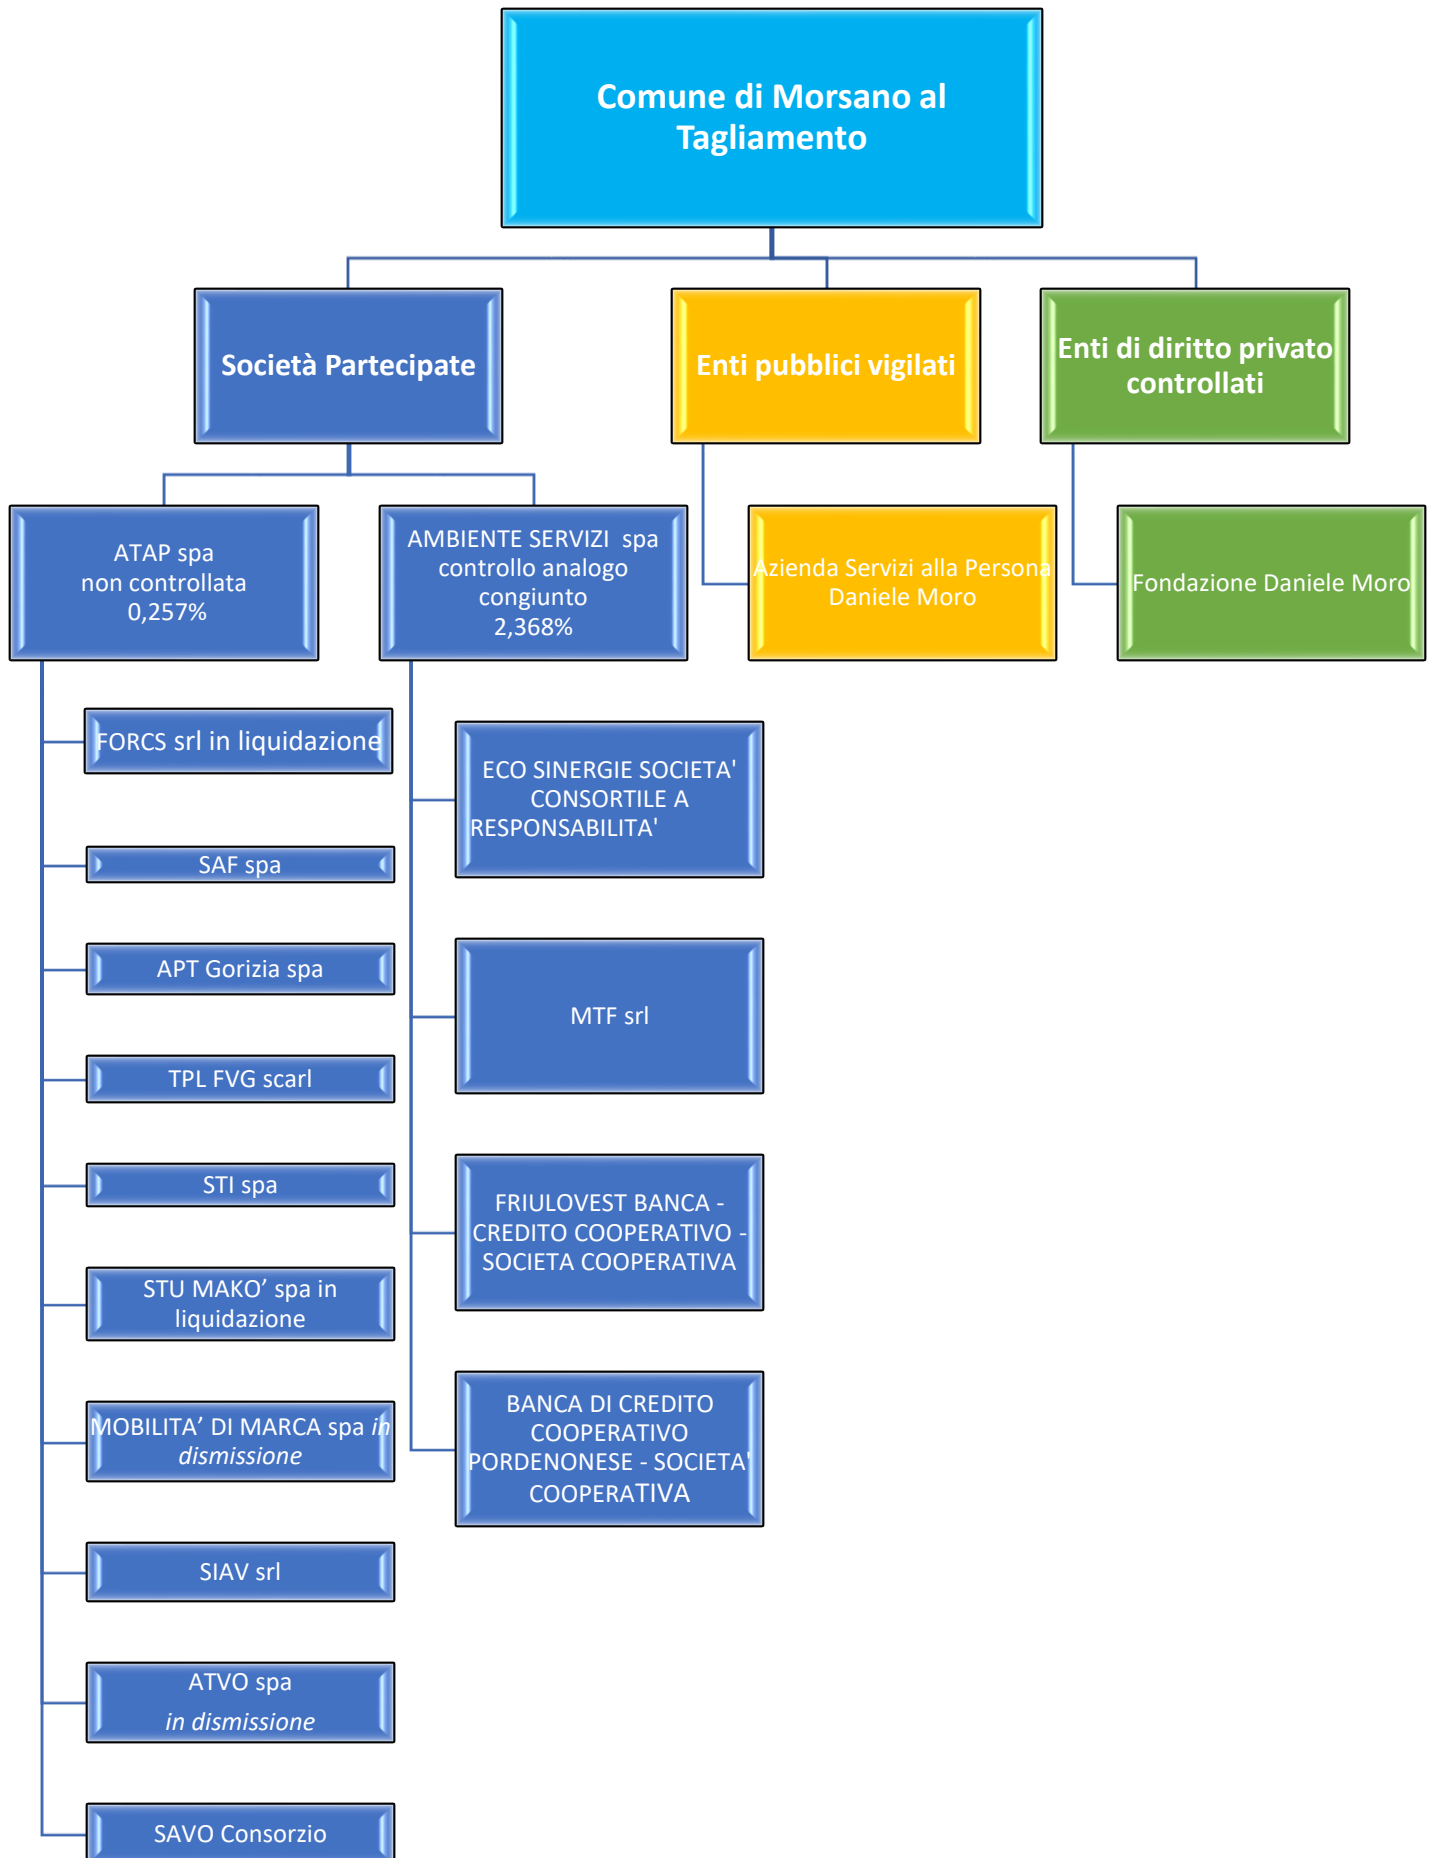 Comune di Morsano al
Tagliamento
Società Partecipate
Enti pubblici vigilati
Enti di diritto privato
controllati
ATAP spa
non controllata
0,257%
AMBIENTE SERVIZI spa
controllo analogo
congiunto
2,368%
Azienda Servizi alla Persona
Daniele Moro
Fondazione Daniele Moro
FORCS srl in liquidazione
SAF spa
APT Gorizia spa
TPL FVG scarl
STI spa
STU MAKO’ spa in
liquidazione
MOBILITA’ DI MARCA spa in
dismissione
SIAV srl
ATVO spa
in dismissione
SAVO Consorzio
ECO SINERGIE SOCIETA'
CONSORTILE A
RESPONSABILITA'
MTF srl
FRIULOVEST BANCA -
CREDITO COOPERATIVO -
SOCIETA COOPERATIVA
BANCA DI CREDITO
COOPERATIVO
PORDENONESE - SOCIETA'
COOPERATIVA